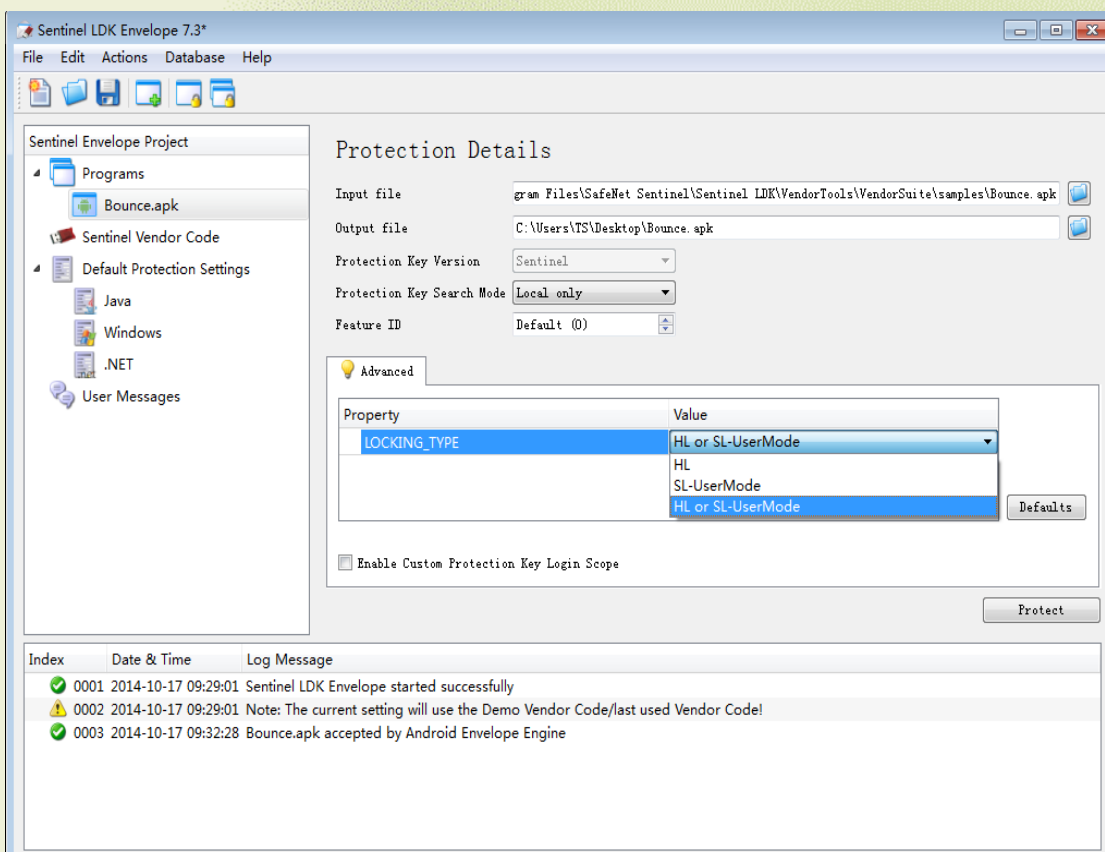 Sentinel LDK Envelope 7.3*
File Edit Actions Database Help
Sentinel Envelope Project
Programs
Bounce.apk
Sentinel Vendor Code
Default Protection Settings
Java
Windows
.NET
User Messages
Protection Details
Input file gram Files\SafeNet Sentinel\Sentinel LDK\VendorTools\VendorSuite\samples\Bounce.apk
Output file C:\Users\TS\Desktop\Bounce.apk
Protection Key Version Sentinel
Protection Key Search Mode Local only
Feature ID Default (0)
Advanced
Property Value
LOCKING_TYPE HL or SL-UserMode
HL
SL-UserMode
HL or SL-UserMode
Defaults
Enable Custom Protection Key Login Scope
Protect
Index Date & Time Log Message
0001 2014-10-17 09:29:01 Sentinel LDK Envelope started successfully
0002 2014-10-17 09:29:01 Note: The current setting will use the Demo Vendor Code/last used Vendor Code!
0003 2014-10-17 09:32:28 Bounce.apk accepted by Android Envelope Engine